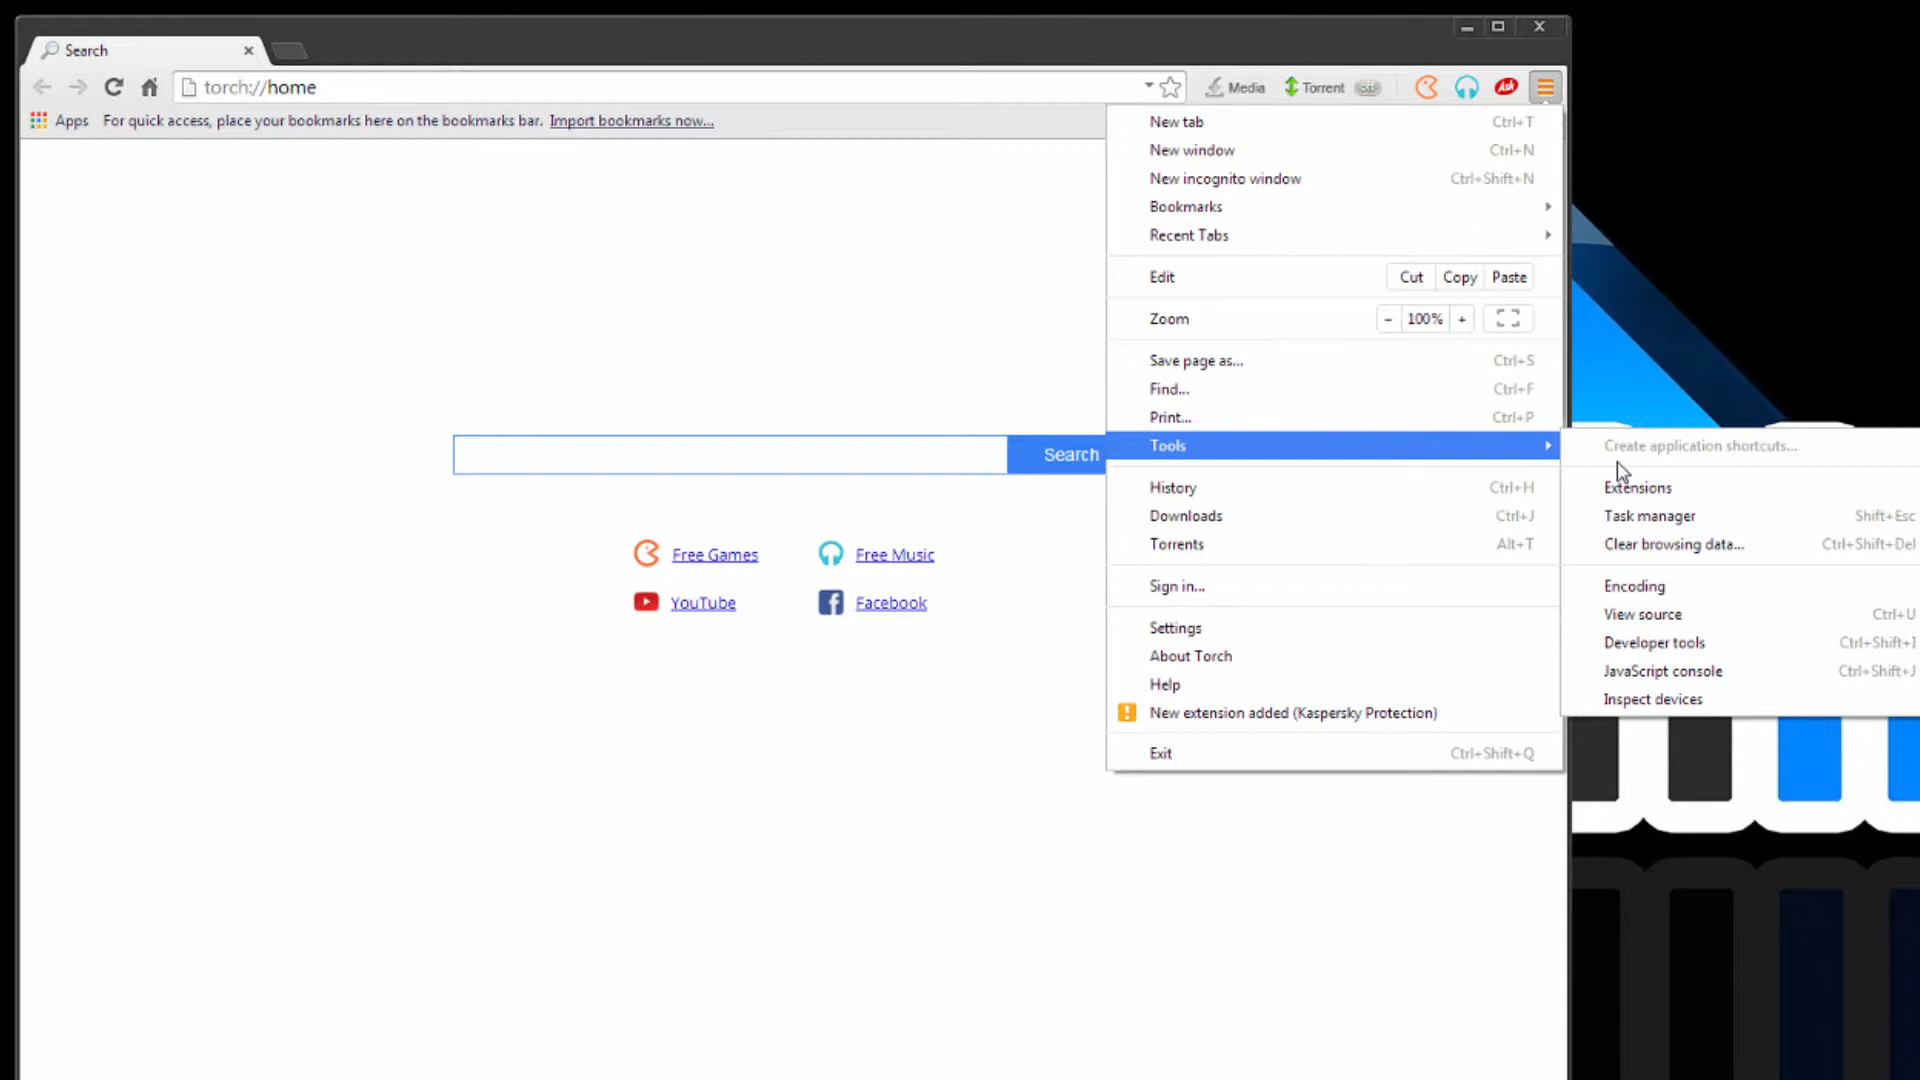 Search
torch://home
Media
Torrent
Ask
Apps
For quick access, place your bookmarks here on the bookmarks bar. Import bookmarks now...
New tab Ctrl+T
New window Ctrl+N
New incognito window Ctrl+Shift+N
Bookmarks
Recent Tabs
Edit Cut Copy Paste
Zoom - 100% +
Save page as... Ctrl+S
Find... Ctrl+F
Print... Ctrl+P
Tools
History Ctrl+H
Downloads Ctrl+J
Torrents Alt+T
Sign in...
Settings
About Torch
Help
New extension added (Kaspersky Protection)
Exit Ctrl+Shift+Q
Create application shortcuts...
Extensions
Task manager Shift+Esc
Clear browsing data... Ctrl+Shift+Del
Encoding
View source Ctrl+U
Developer tools Ctrl+Shift+I
JavaScript console Ctrl+Shift+J
Inspect devices
Search
Free Games Free Music
YouTube Facebook